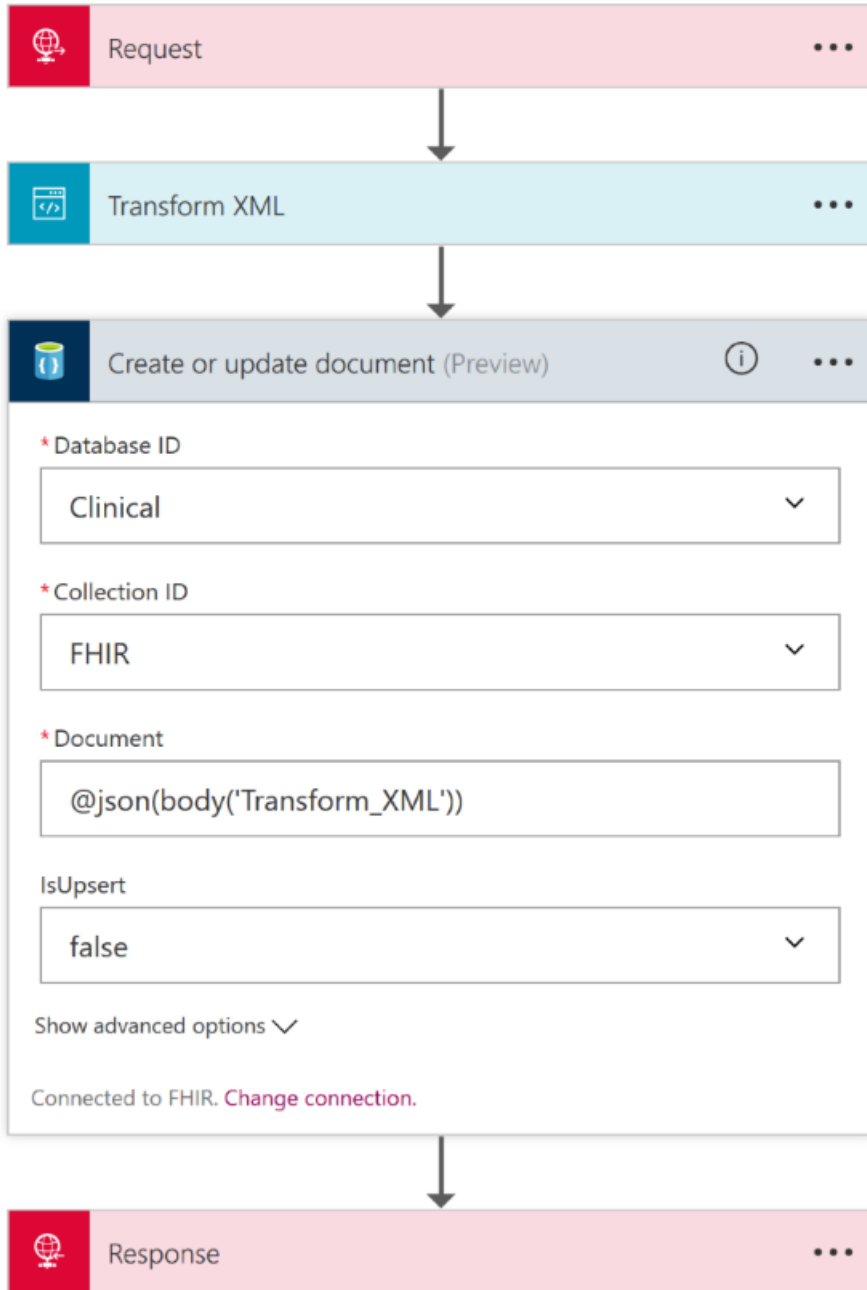 Request
Transform XML
Create or update document (Preview)
* Database ID
Clinical
* Collection ID
FHIR
* Document
@json(body('Transform_XML'))
IsUpsert
false
Show advanced options
Connected to FHIR. Change connection.
Response